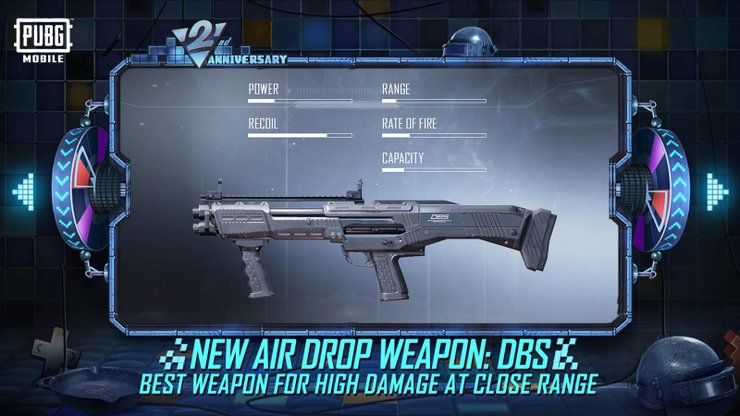 PUBG
MOBILE
2nd
ANNIVERSARY
POWER
RANGE
RECOIL
RATE OF FIRE
CAPACITY
DBS
NEW AIR DROP WEAPON: DBS
BEST WEAPON FOR HIGH DAMAGE AT CLOSE RANGE